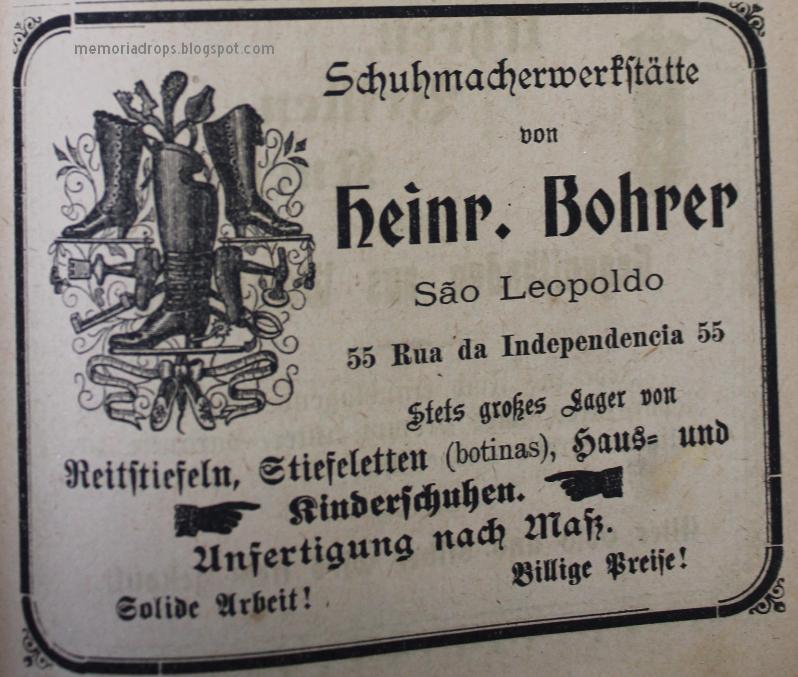 memoriadrops.blogspot.com
Schuhmacherwerkstätte
von
Heinr. Bohrer
São Leopoldo
55 Rua da Independencia 55
Stets großes Lager von
Reitstiefeln, Stiefeletten (botinas), Haus= und
Kinderschuhen.
Anfertigung nach Maß.
Solide Arbeit! Billige Preise!